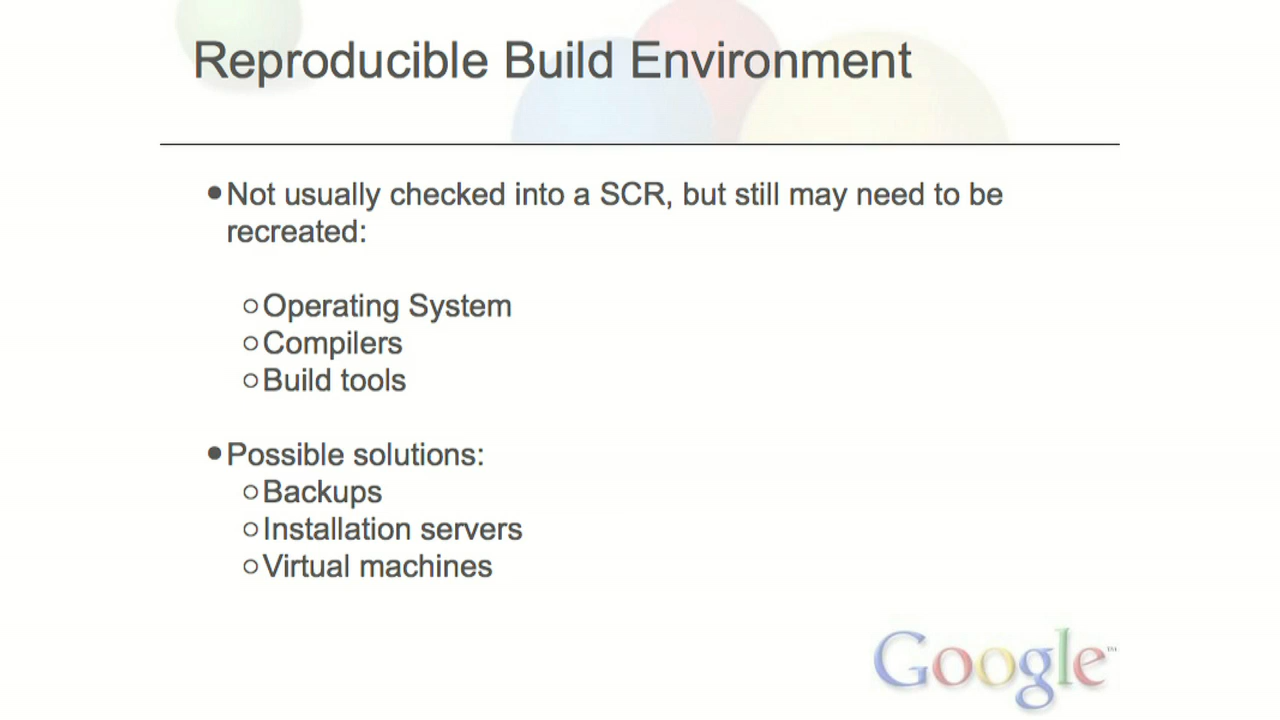 Reproducible Build Environment
Not usually checked into a SCR, but still may need to be
recreated:
Operating System
Compilers
Build tools
Possible solutions:
Backups
Installation servers
Virtual machines
Google™